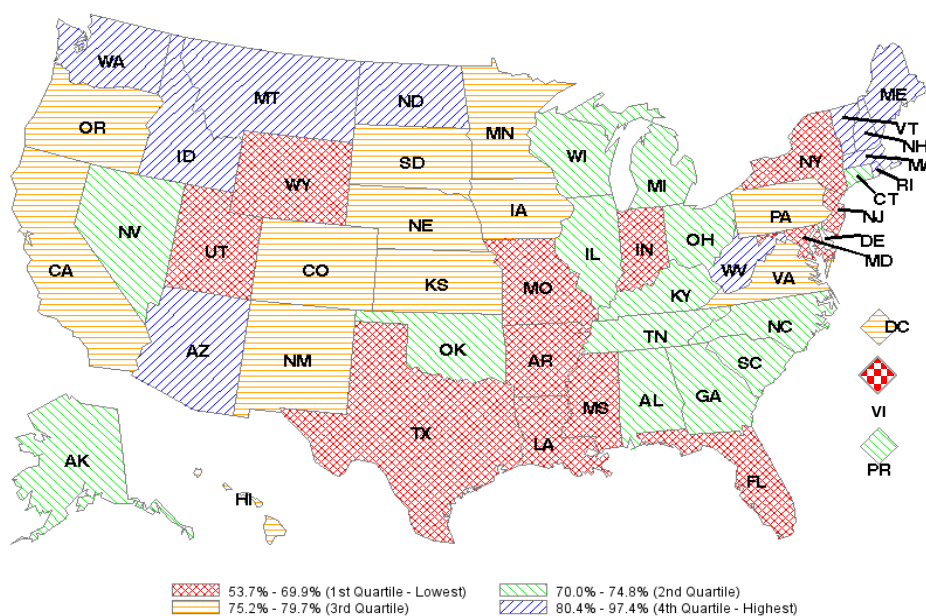 WA
ME
MT
ND
VT
OR
MN
NH
ID
SD
WI
NY
MA
WY
MI
RI
CT
IA
PA
NJ
NE
NV
OH
DE
UT
IL
IN
MD
CA
CO
WV
VA
KS
MO
KY
NC
DC
TN
AZ
OK
NM
AR
SC
MS
AL
GA
VI
TX
LA
AK
PR
FL
HI
53.7% - 69.9% (1st Quartile - Lowest)
70.0% - 74.8% (2nd Quartile)
75.2% - 79.7% (3rd Quartile)
80.4% - 97.4% (4th Quartile - Highest)